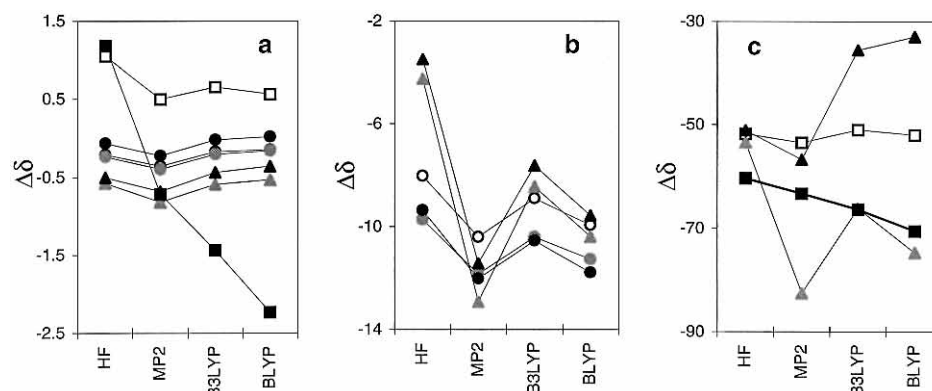 a
Δδ
1.5
0.5
-0.5
-1.5
-2.5
HF
MP2
B3LYP
BLYP
b
Δδ
-2
-6
-10
-14
HF
MP2
B3LYP
BLYP
c
Δδ
-30
-50
-70
-90
HF
MP2
B3LYP
BLYP